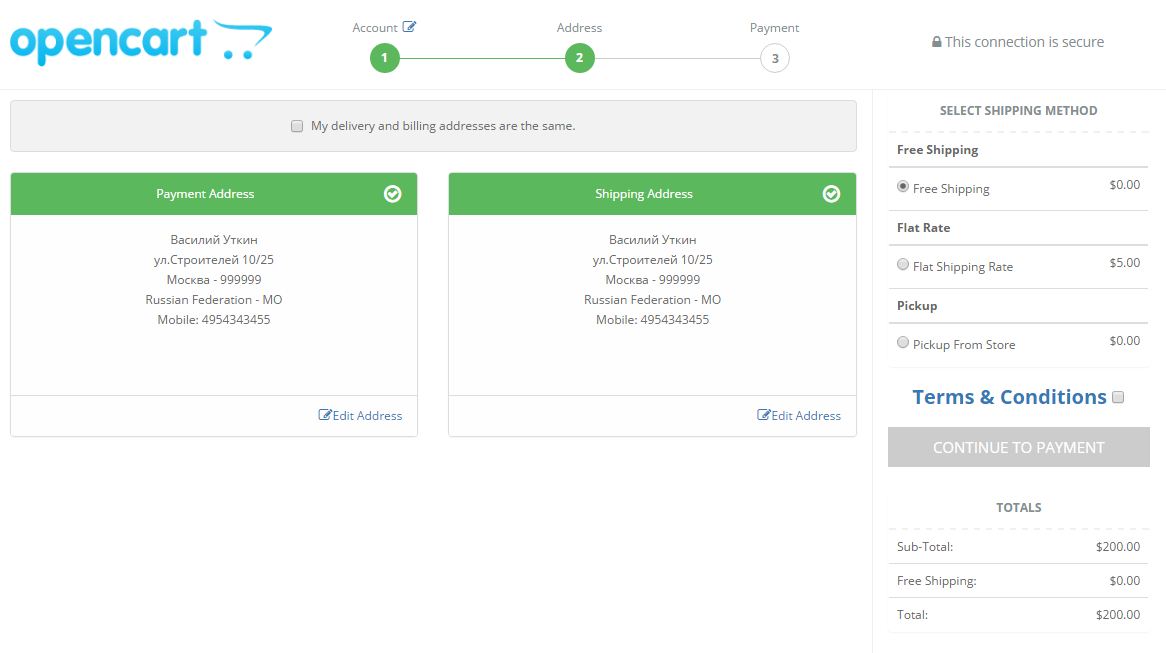 opencart
Account
Address
Payment
1
2
3
This connection is secure
My delivery and billing addresses are the same.
Payment Address
Василий Уткин
ул.Строителей 10/25
Москва - 999999
Russian Federation - MO
Mobile: 4954343455
Edit Address
Shipping Address
Василий Уткин
ул.Строителей 10/25
Москва - 999999
Russian Federation - MO
Mobile: 4954343455
Edit Address
SELECT SHIPPING METHOD
Free Shipping
Free Shipping $0.00
Flat Rate
Flat Shipping Rate $5.00
Pickup
Pickup From Store $0.00
Terms & Conditions
CONTINUE TO PAYMENT
TOTALS
Sub-Total: $200.00
Free Shipping: $0.00
Total: $200.00